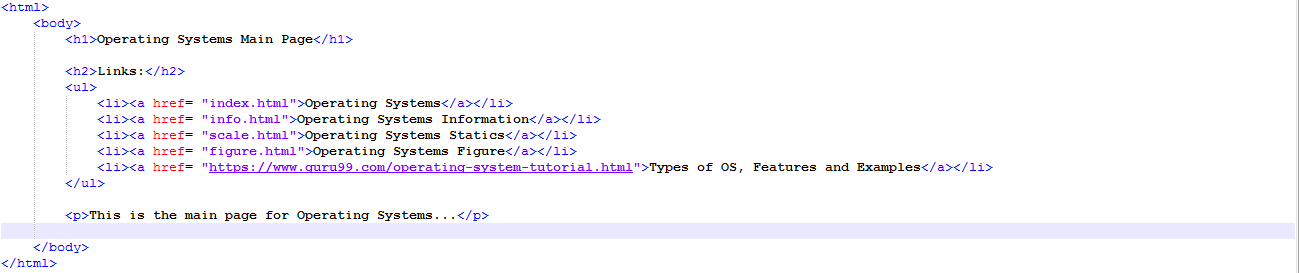 <html>
<body>
<h1>Operating Systems Main Page</h1>
<h2>Links:</h2>
<ul>
<li><a href= "index.html">Operating Systems</a></li>
<li><a href= "info.html">Operating Systems Information</a></li>
<li><a href= "scale.html">Operating Systems Statics</a></li>
<li><a href= "figure.html">Operating Systems Figure</a></li>
<li><a href= "https://www.guru99.com/operating-system-tutorial.html">Types of OS, Features and Examples</a></li>
</ul>
<p>This is the main page for Operating Systems...</p>
</body>
</html>